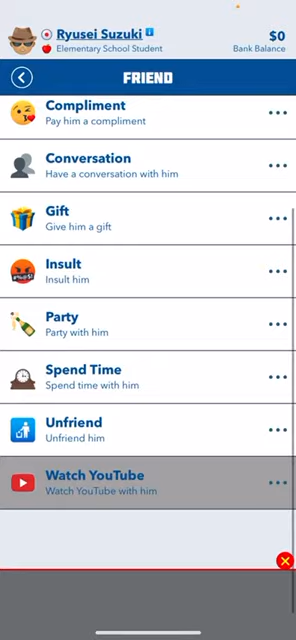 Ryusei Suzuki
$0
Elementary School Student
Bank Balance
FRIEND
Compliment
Pay him a compliment
Conversation
Have a conversation with him
Gift
Give him a gift
Insult
Insult him
Party
Party with him
Spend Time
Spend time with him
Unfriend
Unfriend him
Watch YouTube
Watch YouTube with him